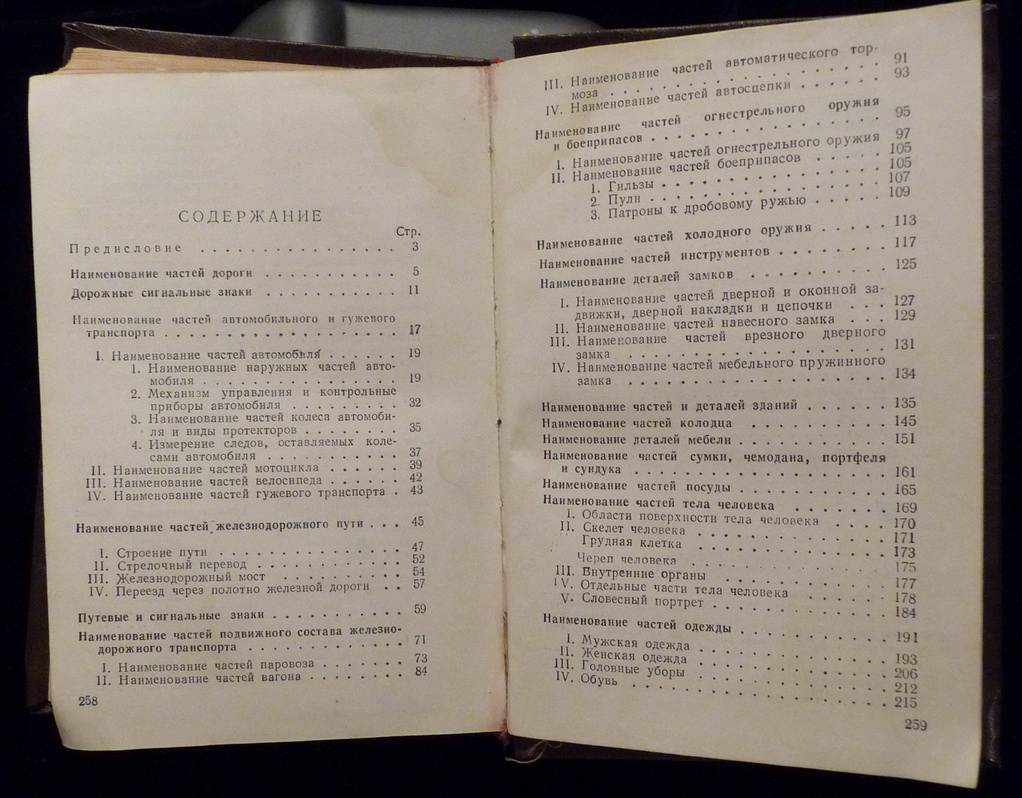 СОДЕРЖАНИЕ
Стр.
Предисловие . . . . . . . . . . . . . . . . 3
Наименование частей дороги . . . . . . . . . . . 5
Дорожные сигнальные знаки . . . . . . . . . . . 11
Наименование частей автомобильного и гужевого
транспорта . . . . . . . . . . . . . . . . 17
I. Наименование частей автомобиля . . . . . . 19
1. Наименование наружных частей авто-
мобиля . . . . . . . . . . . . . . . . 19
2. Механизм управления и контрольные
приборы автомобиля . . . . . . . . . 32
3. Наименование частей колеса автомоби-
ля и виды протекторов . . . . . . . . 35
4. Измерение следов, оставляемых коле-
сами автомобиля . . . . . . . . . . . 37
II. Наименование частей мотоцикла . . . . . . 39
III. Наименование частей велосипеда . . . . . . 42
IV. Наименование частей гужевого транспорта . 43
Наименование частей железнодорожного пути . . . 45
I. Строение пути . . . . . . . . . . . . . . 47
II. Стрелочный перевод . . . . . . . . . . . . 52
III. Железнодорожный мост . . . . . . . . . . 54
IV. Переезд через полотно железной дороги . . 57
Путевые и сигнальные знаки . . . . . . . . . . . 59
Наименование частей подвижного состава железно-
дорожного транспорта . . . . . . . . . . . . . 71
I. Наименование частей паровоза . . . . . . . 73
II. Наименование частей вагона . . . . . . . . 84
258
III. Наименование частей автоматического тор-
моза . . . . . . . . . . . . . . . . 91
IV. Наименование частей автосцепки . . . . . . 93
Наименование частей огнестрельного оружия
и боеприпасов . . . . . . . . . . . . . . . 95
I. Наименование частей огнестрельного оружия 97
II. Наименование частей боеприпасов . . . . . 105
1. Гильзы . . . . . . . . . . . . . . . 105
2. Пули . . . . . . . . . . . . . . . . 107
3. Патроны к дробовому ружью . . . . . 109
Наименование частей холодного оружия . . . . . 113
Наименование частей инструментов . . . . . . . . 117
Наименование деталей замков . . . . . . . . . . 125
I. Наименование частей дверной и оконной за-
движки, дверной накладки и цепочки . . . 127
II. Наименование частей навесного замка . . . 129
III. Наименование частей врезного дверного
замка . . . . . . . . . . . . . . . . 131
IV. Наименование частей мебельного пружинного
замка . . . . . . . . . . . . . . . . 134
Наименование частей и деталей зданий . . . . . . 135
Наименование частей колодца . . . . . . . . . . 145
Наименование деталей мебели . . . . . . . . . . . 151
Наименование частей сумки, чемодана, портфеля
и сундука . . . . . . . . . . . . . . . . 161
Наименование частей посуды . . . . . . . . . . . 165
Наименование частей тела человека . . . . . . . 169
I. Области поверхности тела человека . . . . 170
II. Скелет человека . . . . . . . . . . . . 171
Грудная клетка . . . . . . . . . . . . 173
Череп человека . . . . . . . . . . . . 175
III. Внутренние органы . . . . . . . . . . . 177
IV. Отдельные части тела человека . . . . . . 178
V. Словесный портрет . . . . . . . . . . . 184
Наименование частей одежды . . . . . . . . . . . 191
I. Мужская одежда . . . . . . . . . . . . . 193
II. Женская одежда . . . . . . . . . . . . . 206
III. Головные уборы . . . . . . . . . . . . . 212
IV. Обувь . . . . . . . . . . . . . . . . 215
259